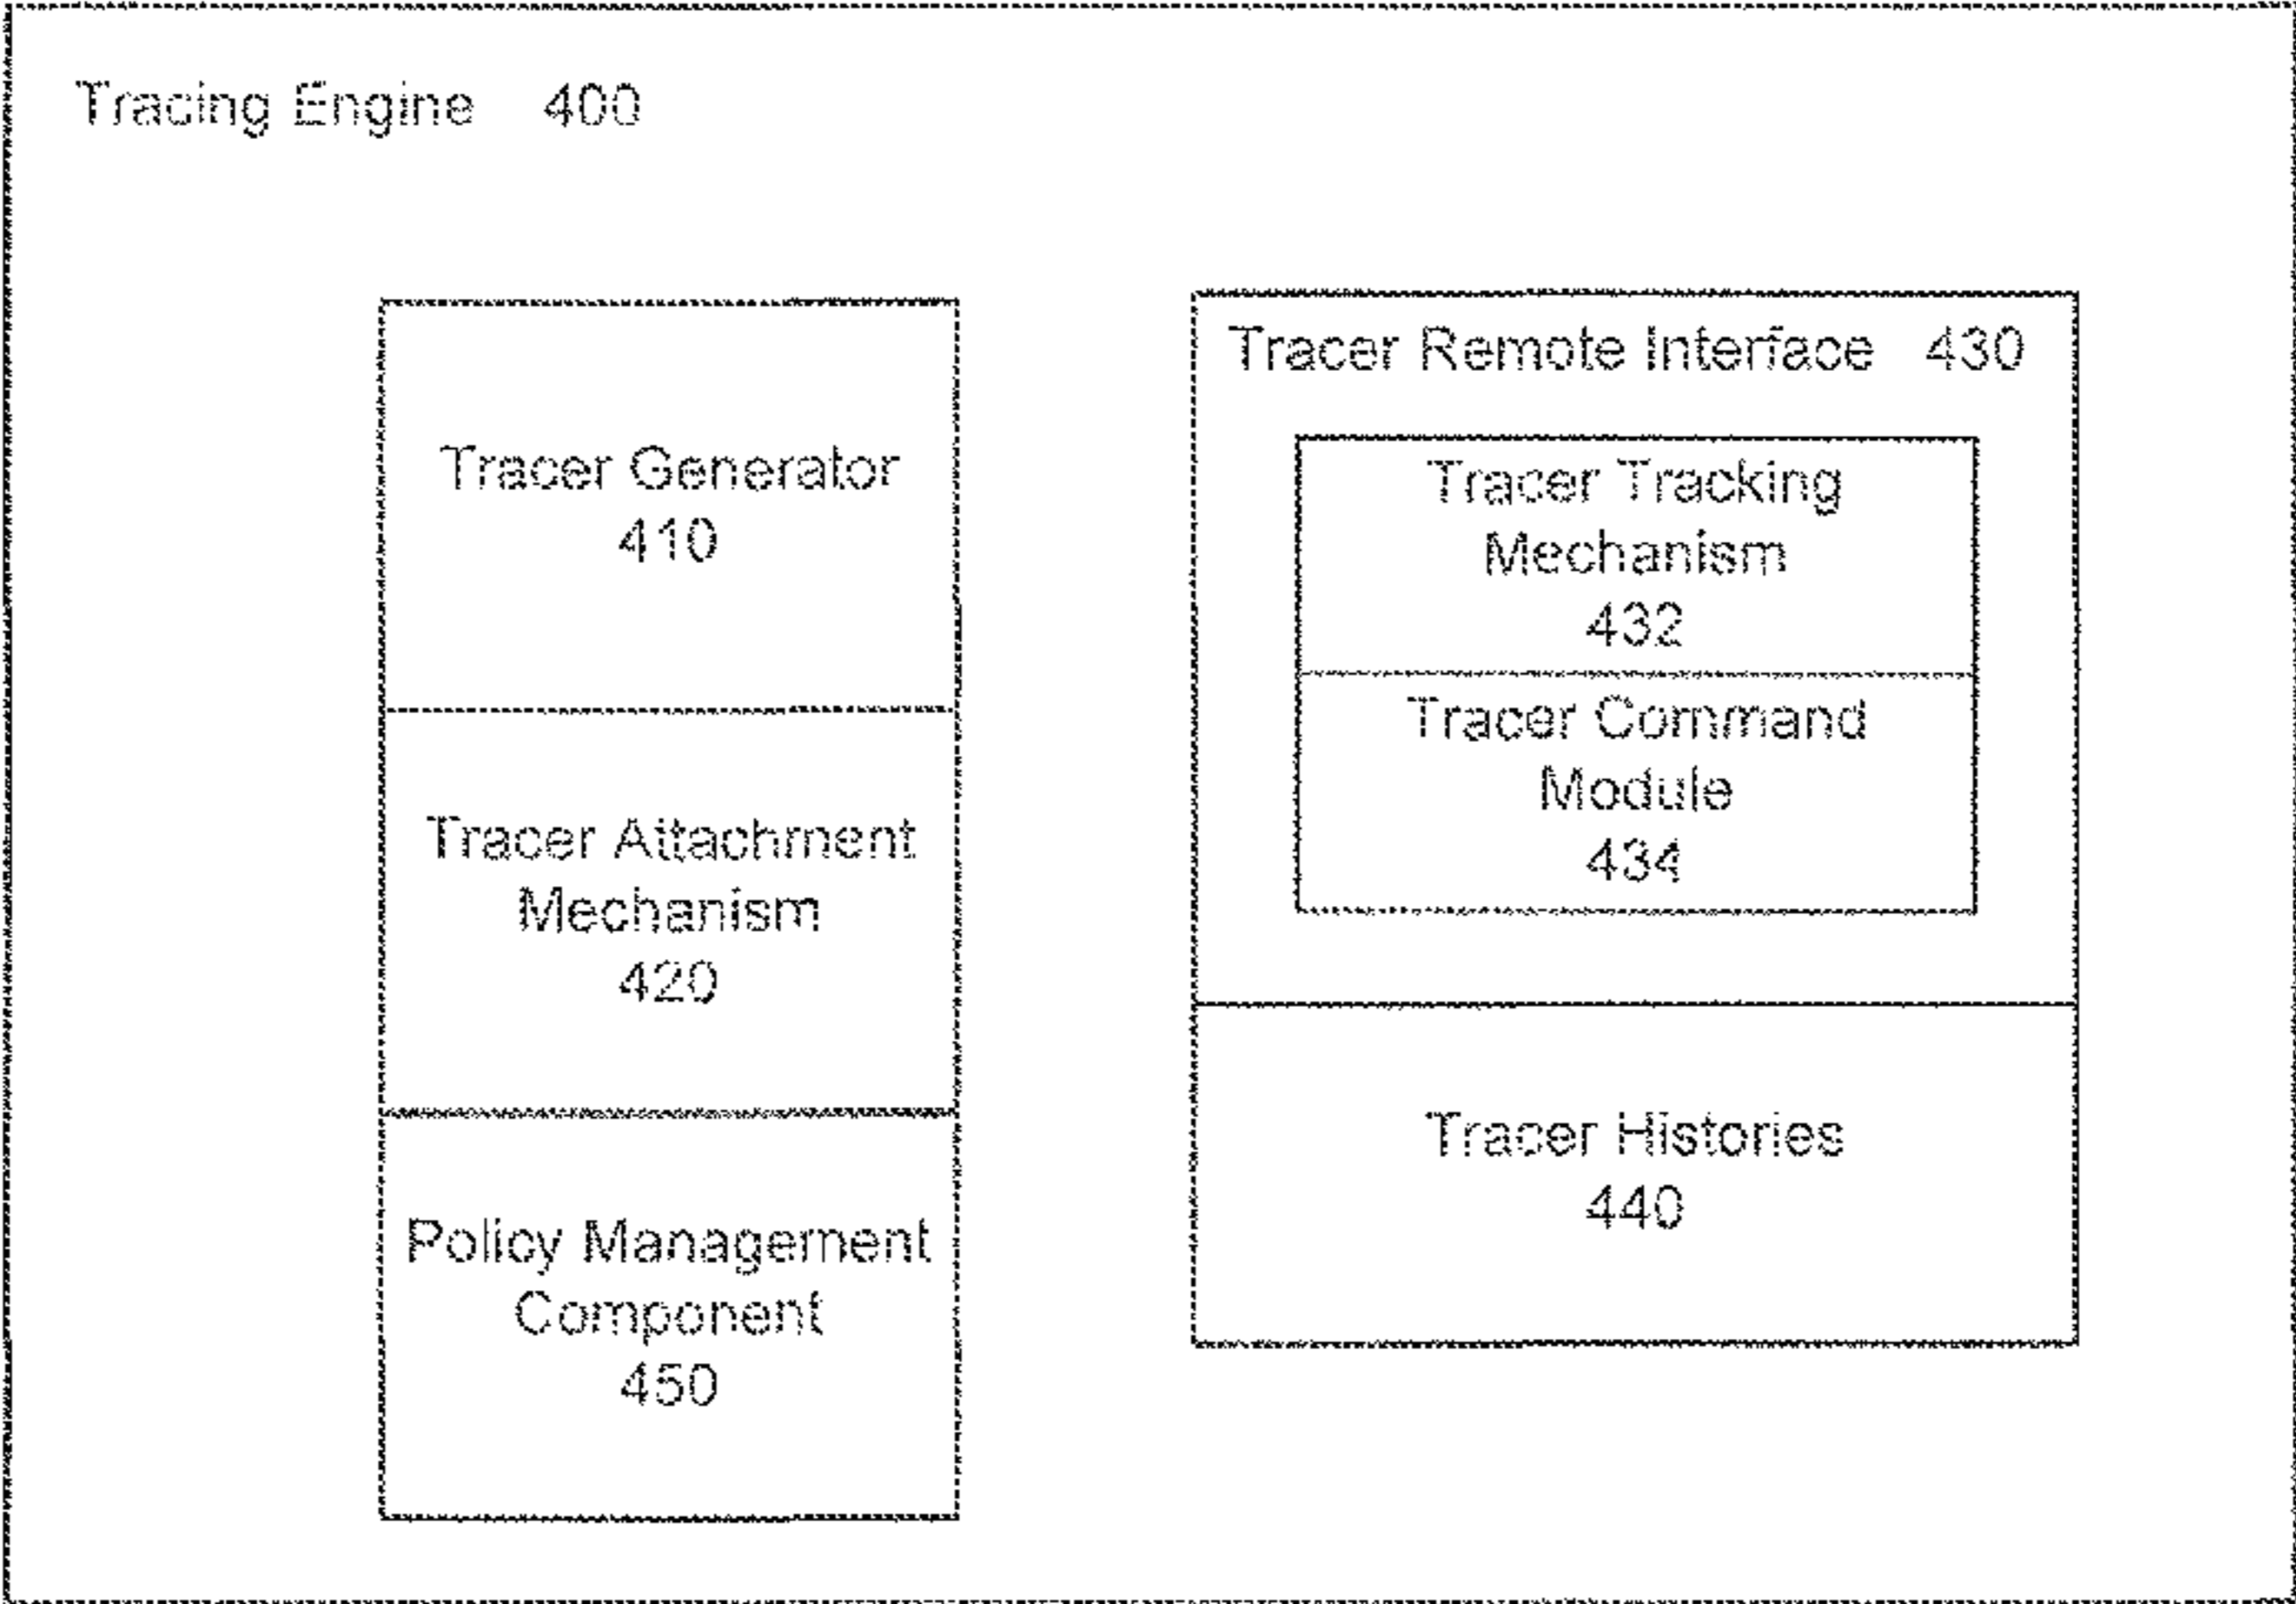 Tracing Engine 400
Tracer Generator
410
Tracer Attachment
Mechanism
420
Policy Management
Component
450
Tracer Remote Interface 430
Tracer Tracking
Mechanism
432
Tracer Command
Module
434
Tracer Histories
440